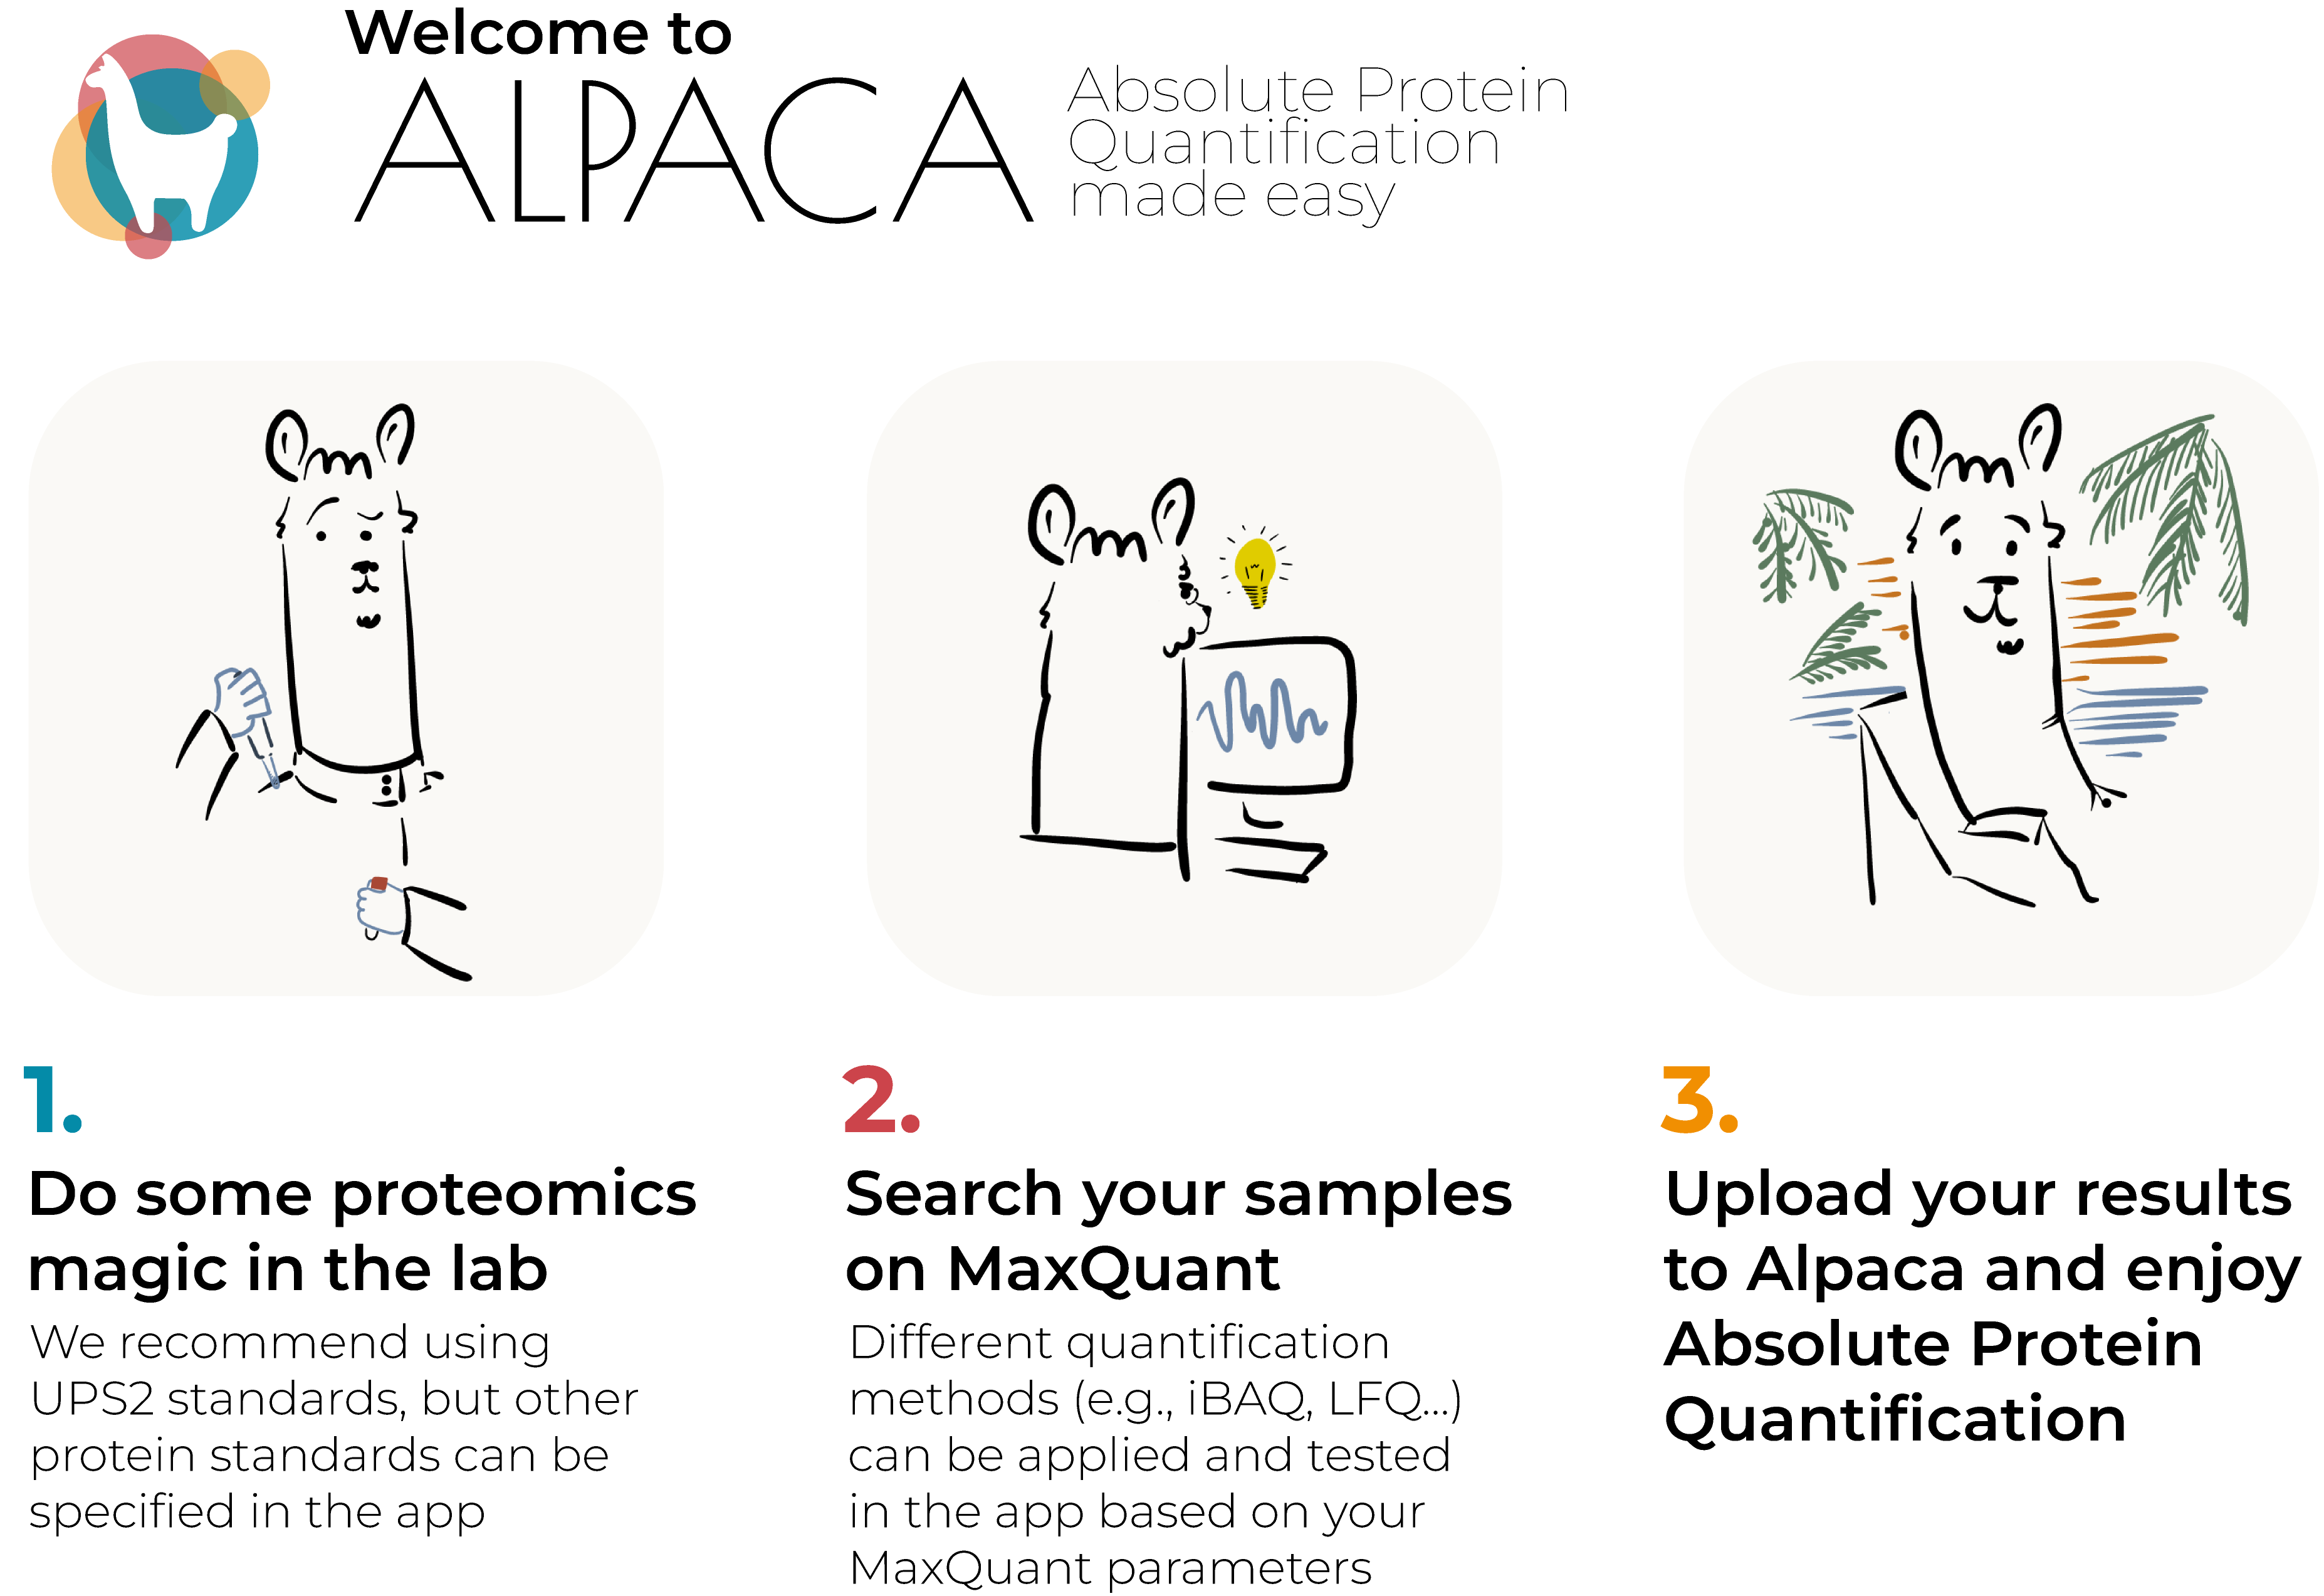 Welcome to
ALPACA
Absolute Protein
Quantification
made easy
1.
Do some proteomics
magic in the lab
We recommend using
UPS2 standards, but other
protein standards can be
specified in the app
2.
Search your samples
on MaxQuant
Different quantification
methods (e.g., iBAQ, LFQ...)
can be applied and tested
in the app based on your
MaxQuant parameters
3.
Upload your results
to Alpaca and enjoy
Absolute Protein
Quantification